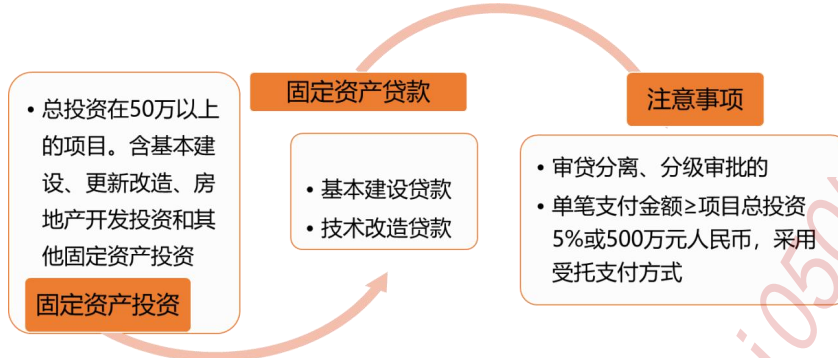 • 总投资在50万以上
的项目。含基本建
设、更新改造、房
地产开发投资和其
他固定资产投资
固定资产投资
固定资产贷款
• 基本建设贷款
• 技术改造贷款
注意事项
• 审贷分离、分级审批的
• 单笔支付金额≥项目总投资
5%或500万元人民币，采用
受托支付方式